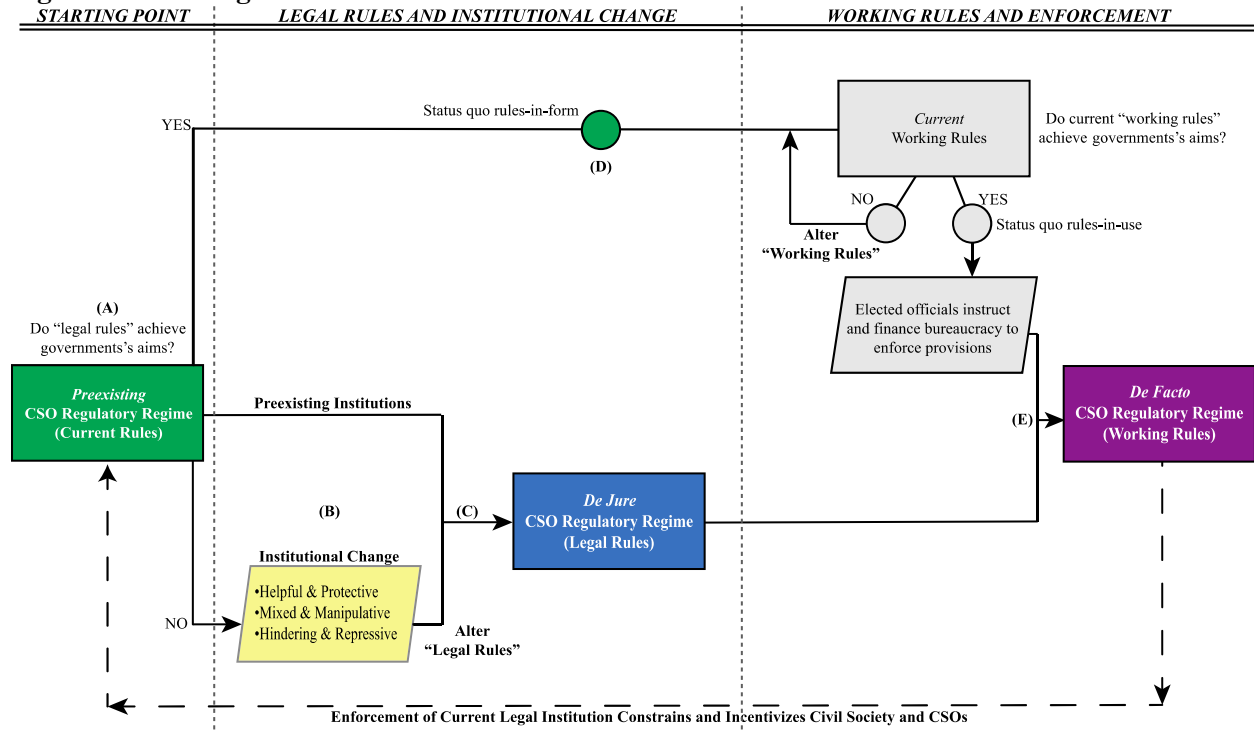 STARTING POINT
LEGAL RULES AND INSTITUTIONAL CHANGE
WORKING RULES AND ENFORCEMENT
YES
Status quo rules-in-form
(D)
Current
Working Rules
Do current “working rules”
achieve governments’s aims?
NO
YES
Alter
“Working Rules”
Status quo rules-in-use
Elected officials instruct
and finance bureaucracy to
enforce provisions
(A)
Do “legal rules” achieve
governments’s aims?
Preexisting
CSO Regulatory Regime
(Current Rules)
Preexisting Institutions
(E)
De Facto
CSO Regulatory Regime
(Working Rules)
(B)
(C)
De Jure
CSO Regulatory Regime
(Legal Rules)
Institutional Change
•Helpful & Protective
•Mixed & Manipulative
•Hindering & Repressive
NO
Alter
“Legal Rules”
Enforcement of Current Legal Institution Constrains and Incentivizes Civil Society and CSOs